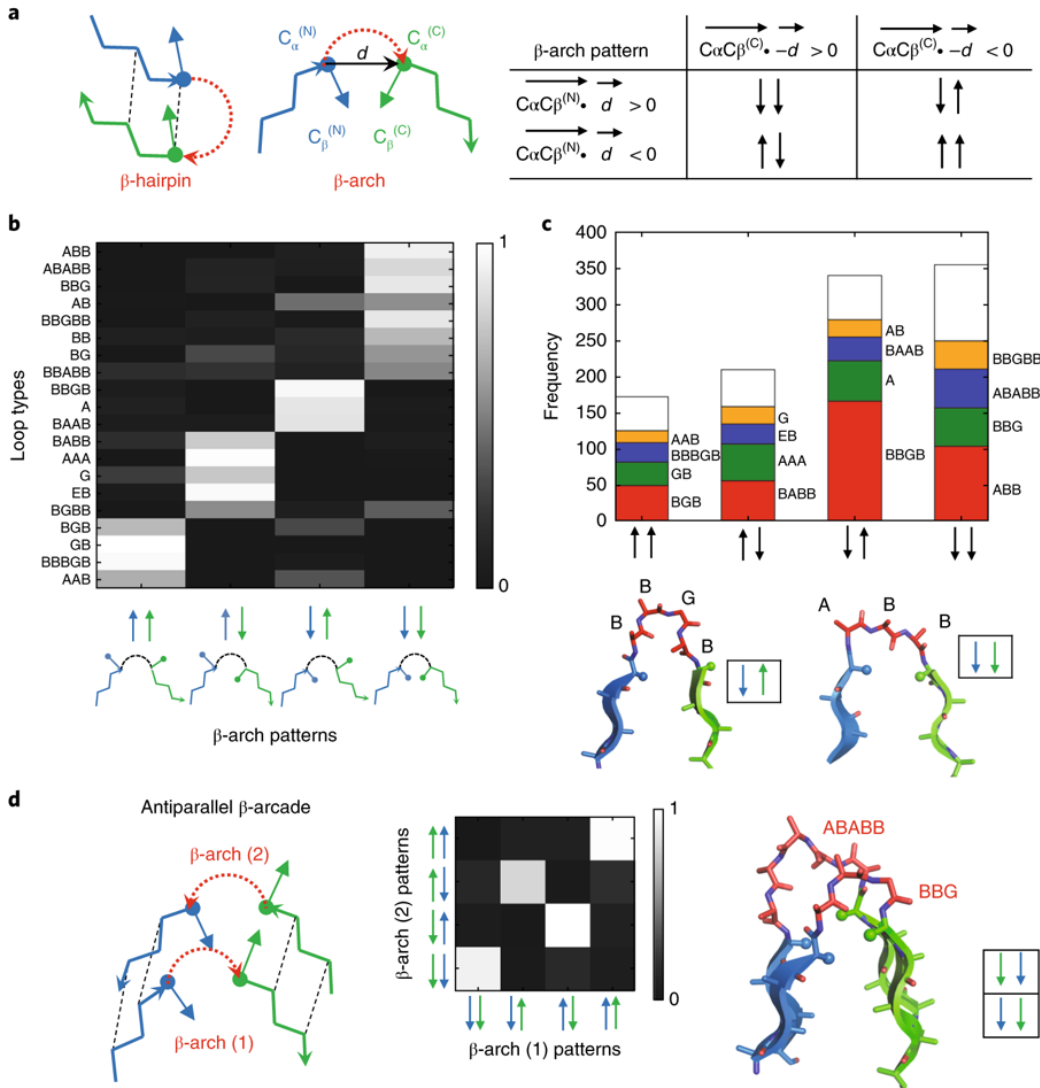 a
Cα(N)
Cα(C)
d
Cβ(N)
Cβ(C)
β-hairpin
β-arch
β-arch pattern
CαCβ(C)• –d > 0
CαCβ(C)• –d < 0
CαCβ(N)• d > 0
↓↓
↓↑
CαCβ(N)• d < 0
↑↓
↑↑
b
Loop types
ABB
ABABB
BBG
AB
BBGBB
BB
BG
BBABB
BBGB
A
BAAB
BABB
AAA
G
EB
BGBB
BGB
GB
BBBGB
AAB
1
0
β-arch patterns
c
Frequency
400
350
300
250
200
150
100
50
0
AAB
BBBGB
GB
BGB
G
EB
AAA
BABB
AB
BAAB
A
BBGB
BBGBB
ABABB
BBG
ABB
B
B
G
B
A
B
B
d
Antiparallel β-arcade
β-arch (2)
β-arch (1)
β-arch (2) patterns
β-arch (1) patterns
1
0
ABABB
BBG